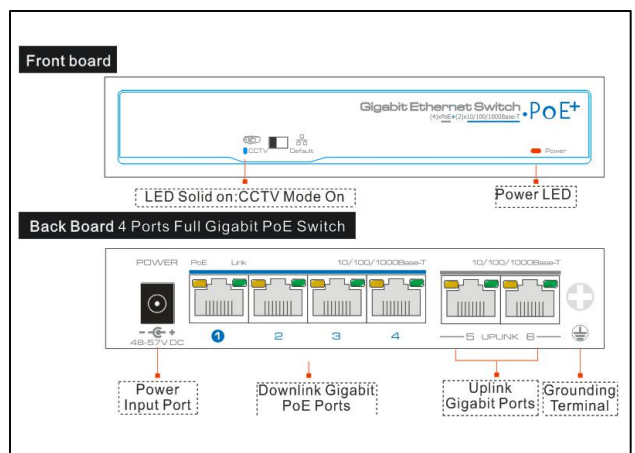 Front board
Gigabit Ethernet Switch
(4)xPoE+(2)x10/100/1000Base-T
PoE+
CCTV
Default
Power
LED Solid on:CCTV Mode On
Power LED
Back Board 4 Ports Full Gigabit PoE Switch
POWER
PoE Link 10/100/1000Base-T
10/100/1000Base-T
- +
48-57V DC
1 2 3 4
5 UPLINK 6
Power
Input Port
Downlink Gigabit
PoE Ports
Uplink
Gigabit Ports
Grounding
Terminal